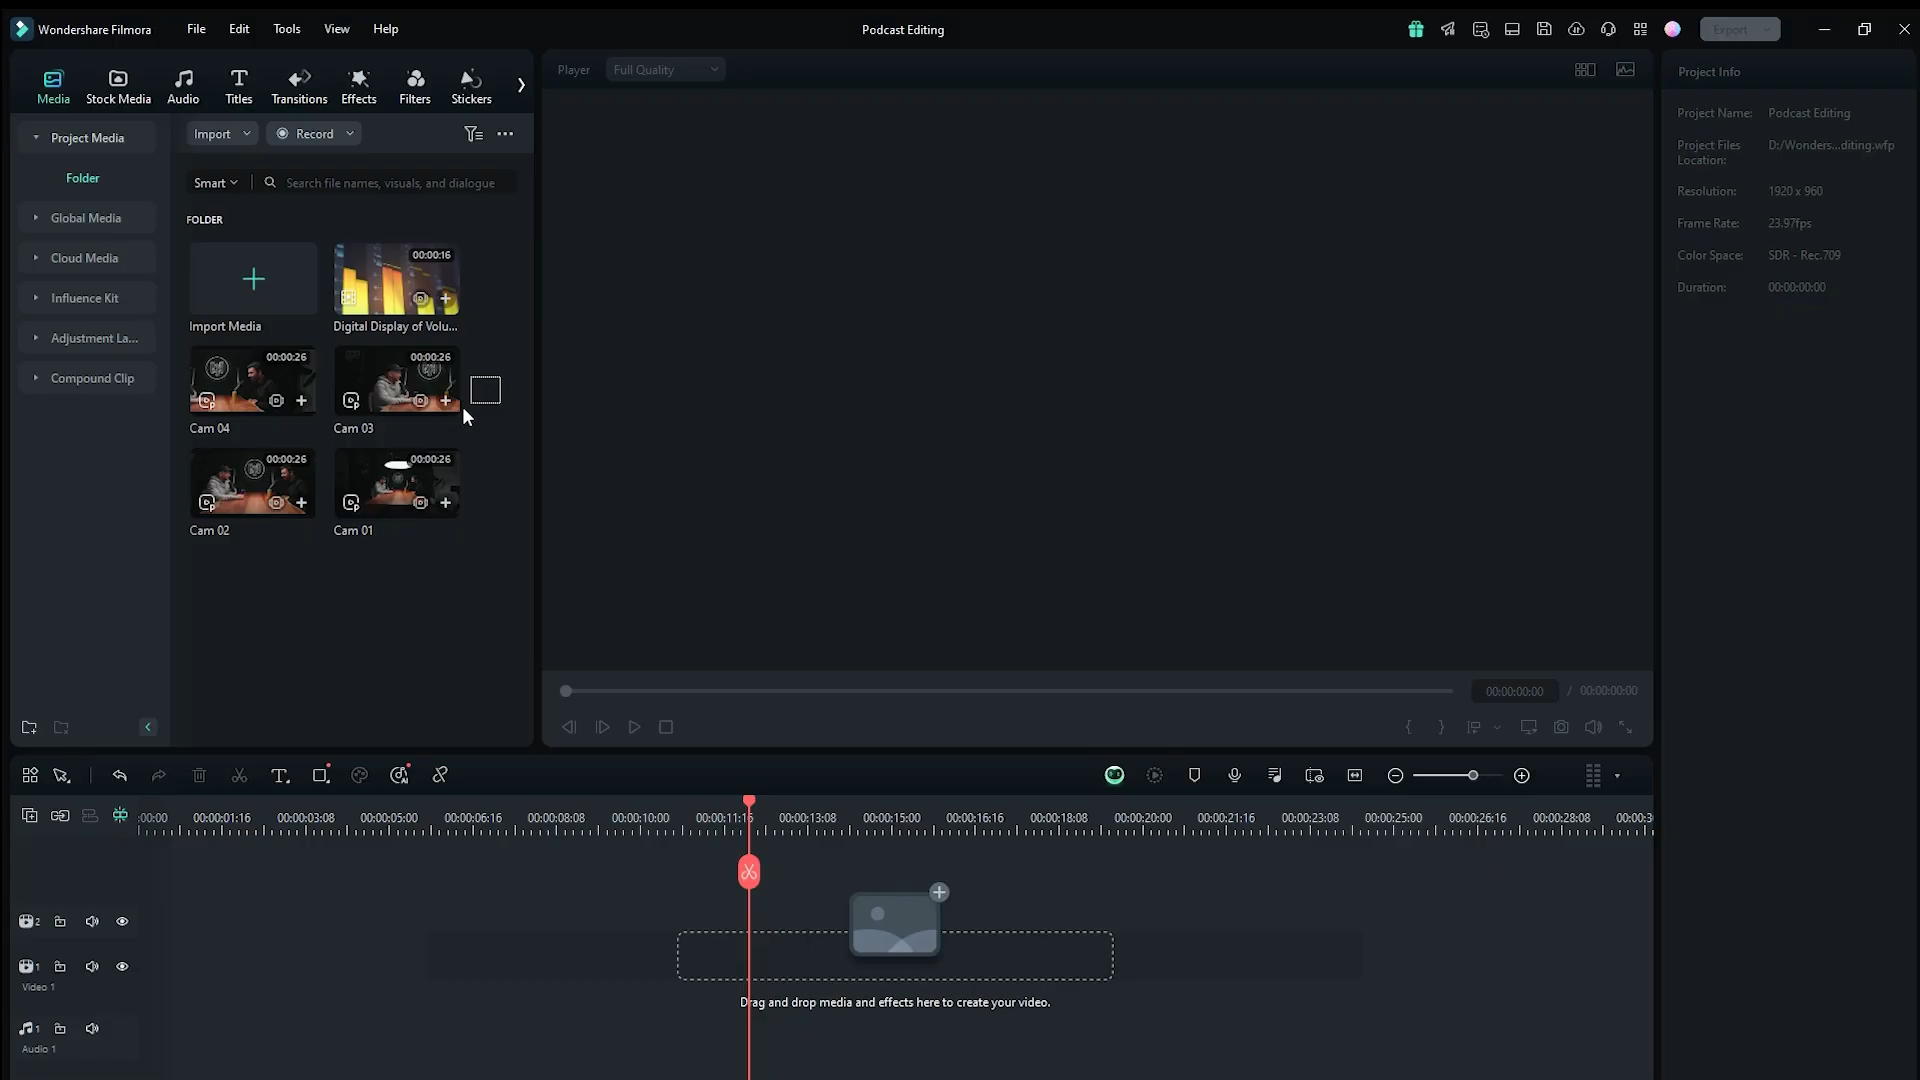 Wondershare Filmora
File
Edit
Tools
View
Help
Podcast Editing
Export
Media
Stock Media
Audio
Titles
Transitions
Effects
Filters
Stickers
Player
Full Quality
Project Info
Project Media
Folder
Global Media
Cloud Media
Influence Kit
Adjustment La...
Compound Clip
Import
Record
Smart
Search file names, visuals, and dialogue
FOLDER
Import Media
00:00:16
Digital Display of Volu...
00:00:26
Cam 04
00:00:26
Cam 03
00:00:26
Cam 02
00:00:26
Cam 01
Project Name: Podcast Editing
Project Files Location: D:/Wonders...diting.wfp
Resolution: 1920 x 960
Frame Rate: 23.97fps
Color Space: SDR - Rec.709
Duration: 00:00:00:00
00:00:00:00 / 00:00:00:00
:00:00 00:00:01:16 00:00:03:08 00:00:05:00 00:00:06:16 00:00:08:08 00:00:10:00 00:00:11:16 00:00:13:08 00:00:15:00 00:00:16:16 00:00:18:08 00:00:20:00 00:00:21:16 00:00:23:08 00:00:25:00 00:00:26:16 00:00:28:08 00:00:3
2
1
Video 1
Drag and drop media and effects here to create your video.
1
Audio 1